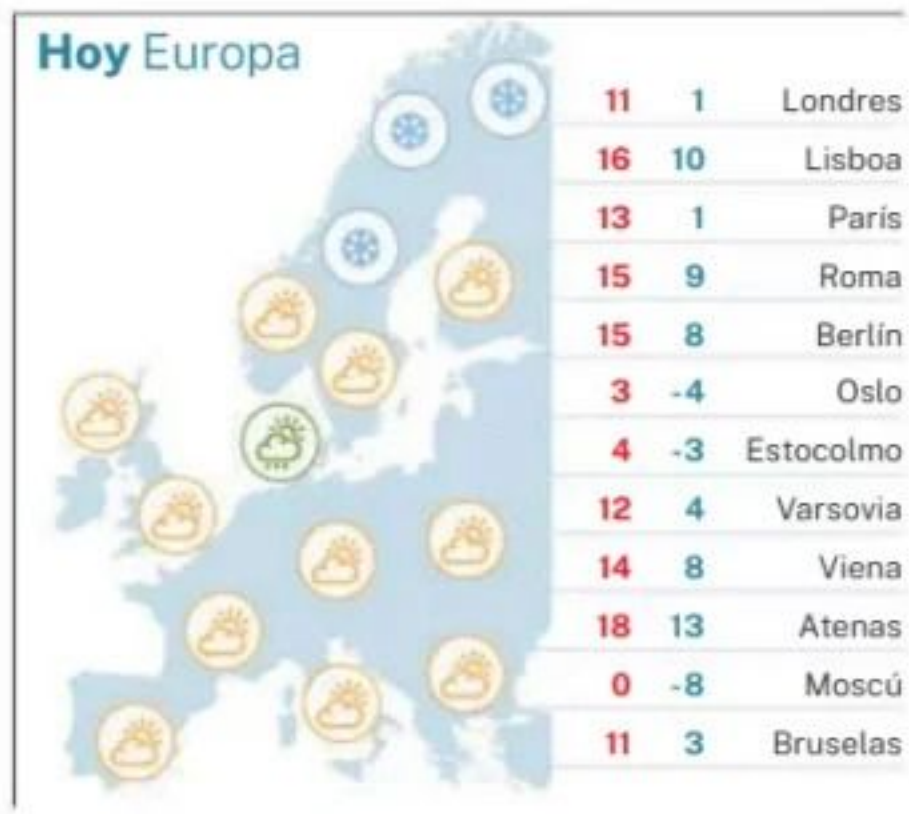 Hoy Europa
11 1 Londres
16 10 Lisboa
13 1 París
15 9 Roma
15 8 Berlín
3 -4 Oslo
4 -3 Estocolmo
12 4 Varsovia
14 8 Viena
18 13 Atenas
0 -8 Moscú
11 3 Bruselas